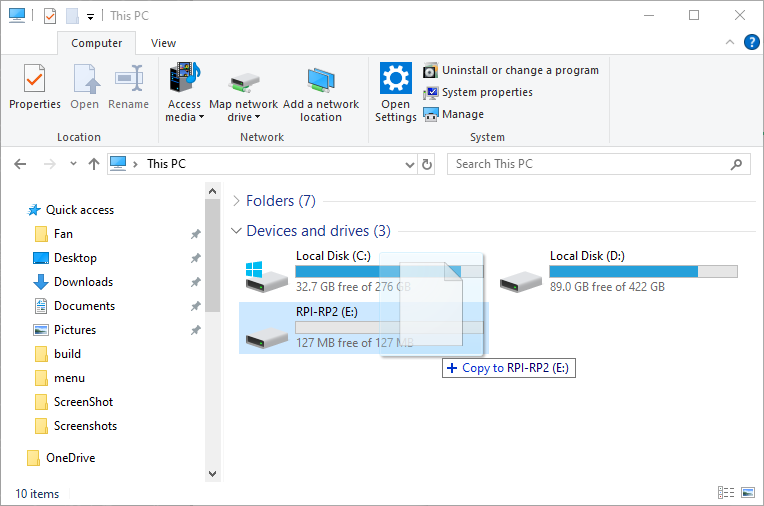 This PC
File
Computer
View
Properties
Open
Rename
Access media
Map network drive
Add a network location
Open Settings
Uninstall or change a program
System properties
Manage
Location
Network
System
This PC
Search This PC
Quick access
Fan
Desktop
Downloads
Documents
Pictures
build
menu
ScreenShot
Screenshots
OneDrive
Folders (7)
Devices and drives (3)
Local Disk (C:)
32.7 GB free of 276 GB
Local Disk (D:)
89.0 GB free of 422 GB
RPI-RP2 (E:)
127 MB free of 127 MB
Copy to RPI-RP2 (E:)
10 items